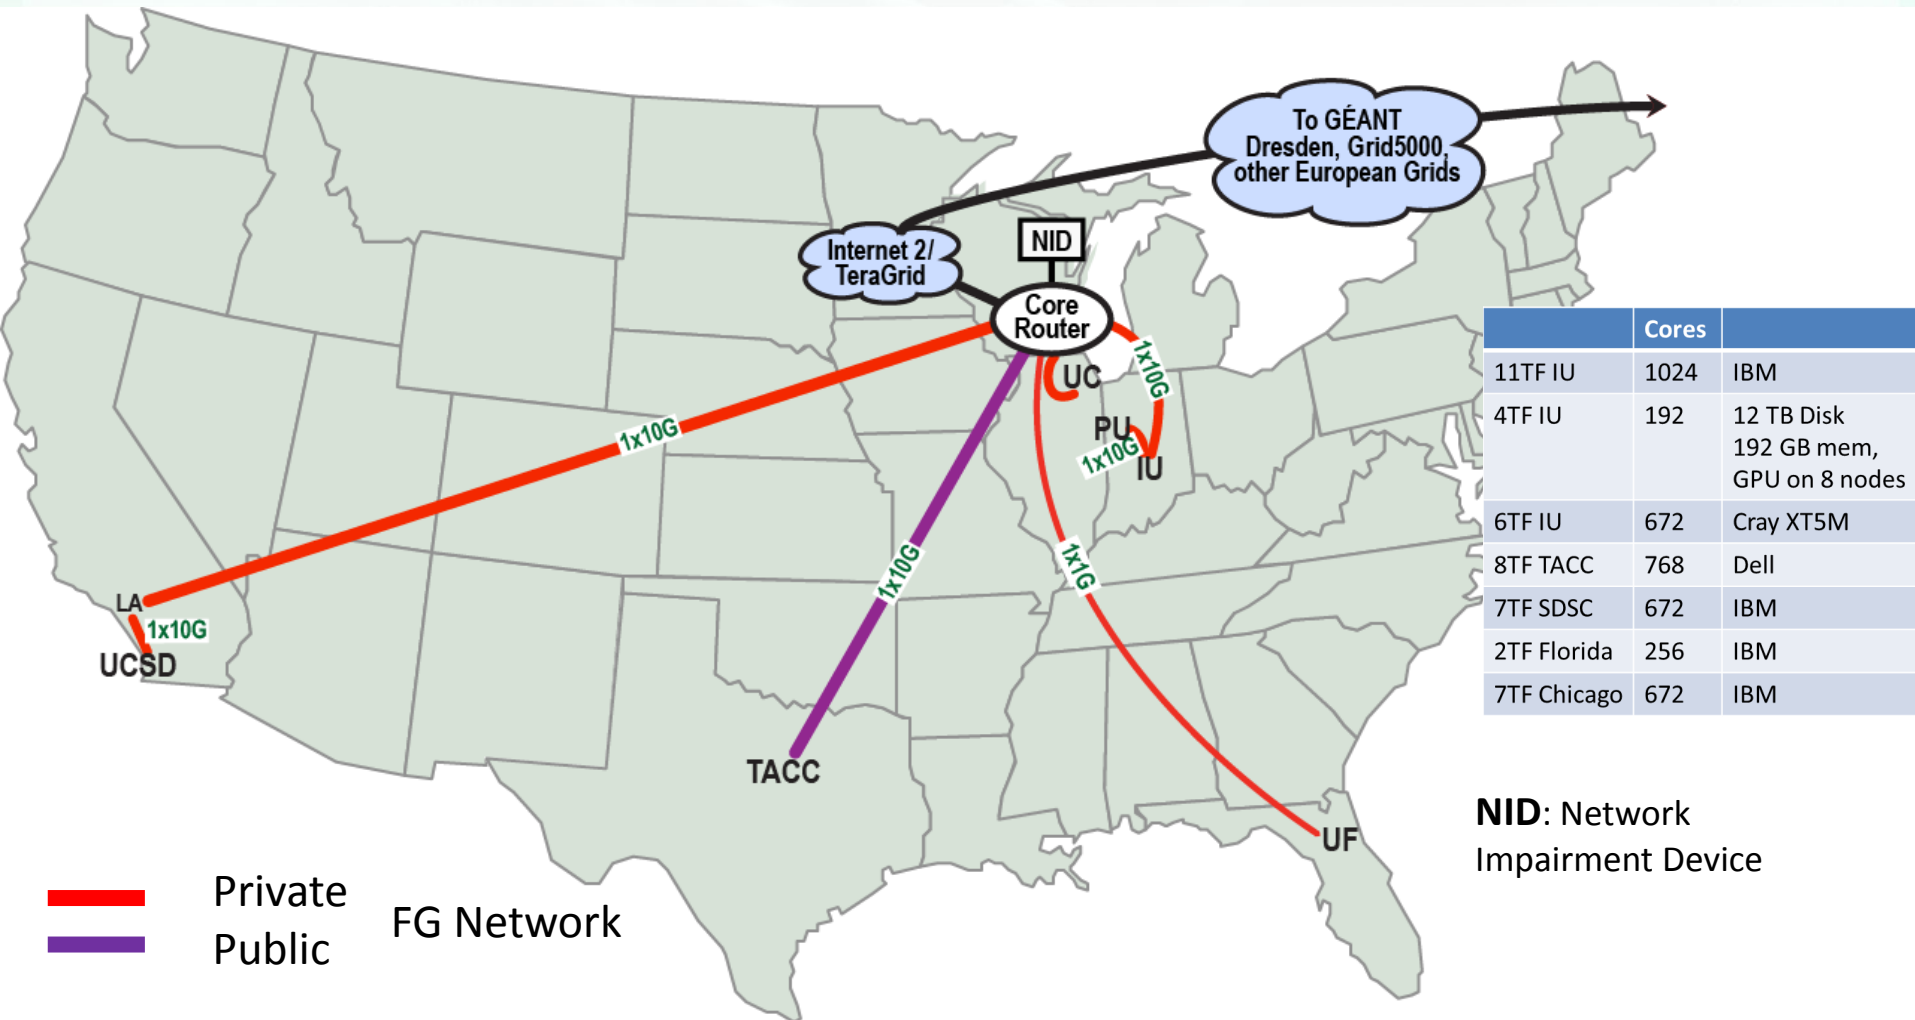 To GÉANT
Dresden, Grid5000,
other European Grids
Internet 2/
TeraGrid
NID
Core
Router
UC
1x10G
PU
1x10G
IU
1x10G
1x10G
1x1G
LA
1x10G
UCSD
TACC
UF
Cores
11TF IU 1024 IBM
4TF IU 192 12 TB Disk
192 GB mem,
GPU on 8 nodes
6TF IU 672 Cray XT5M
8TF TACC 768 Dell
7TF SDSC 672 IBM
2TF Florida 256 IBM
7TF Chicago 672 IBM
NID: Network
Impairment Device
Private
Public
FG Network